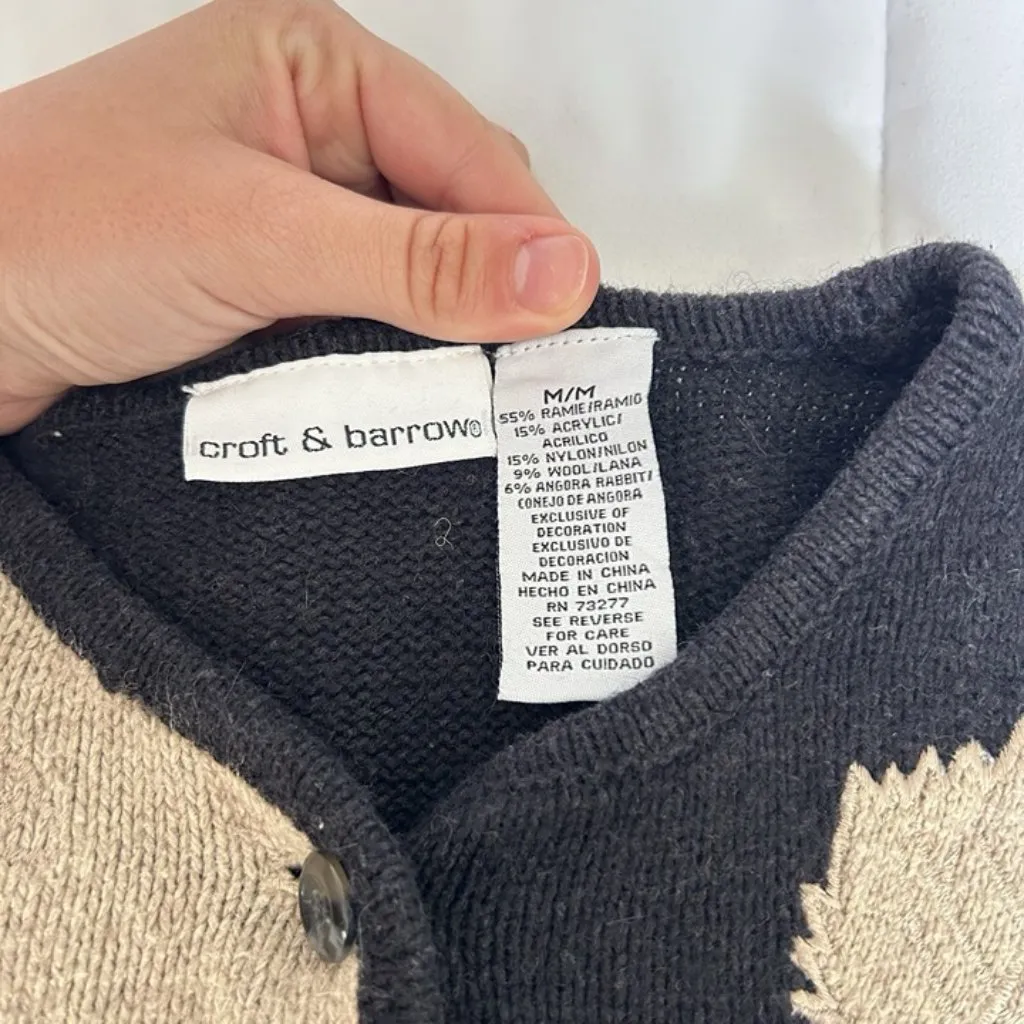 croft & barrow®
M/M
55% RAMIE/RAMIO
15% ACRYLIC/
ACRILICO
15% NYLON/NILON
9% WOOL/LANA
6% ANGORA RABBIT/
CONEJO DE ANGORA
EXCLUSIVE OF
DECORATION
EXCLUSIVO DE
DECORACION
MADE IN CHINA
HECHO EN CHINA
RN 73277
SEE REVERSE
FOR CARE
VER AL DORSO
PARA CUIDADO